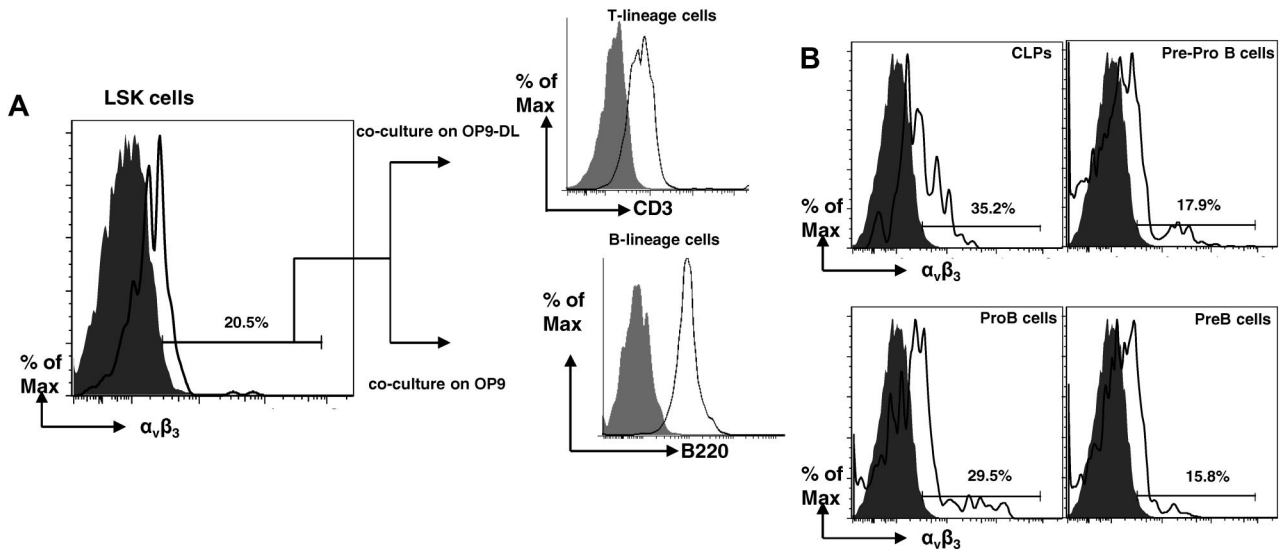 A
LSK cells
20.5%
% of
Max
αvβ3
co-culture on OP9-DL
co-culture on OP9
T-lineage cells
% of
Max
CD3
B-lineage cells
% of
Max
B220
B
CLPs
35.2%
% of
Max
αvβ3
Pre-Pro B cells
17.9%
ProB cells
29.5%
% of
Max
αvβ3
PreB cells
15.8%